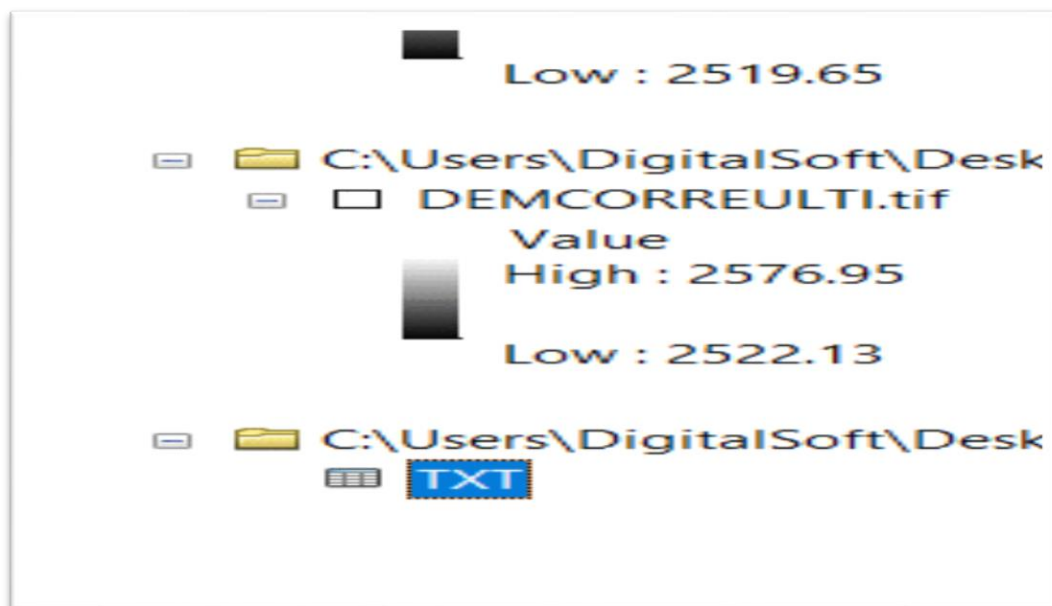 Low : 2519.65
C:\Users\DigitalSoft\Desk
DEMCORREULTI.tif
Value
High : 2576.95
Low : 2522.13
C:\Users\DigitalSoft\Desk
TXT